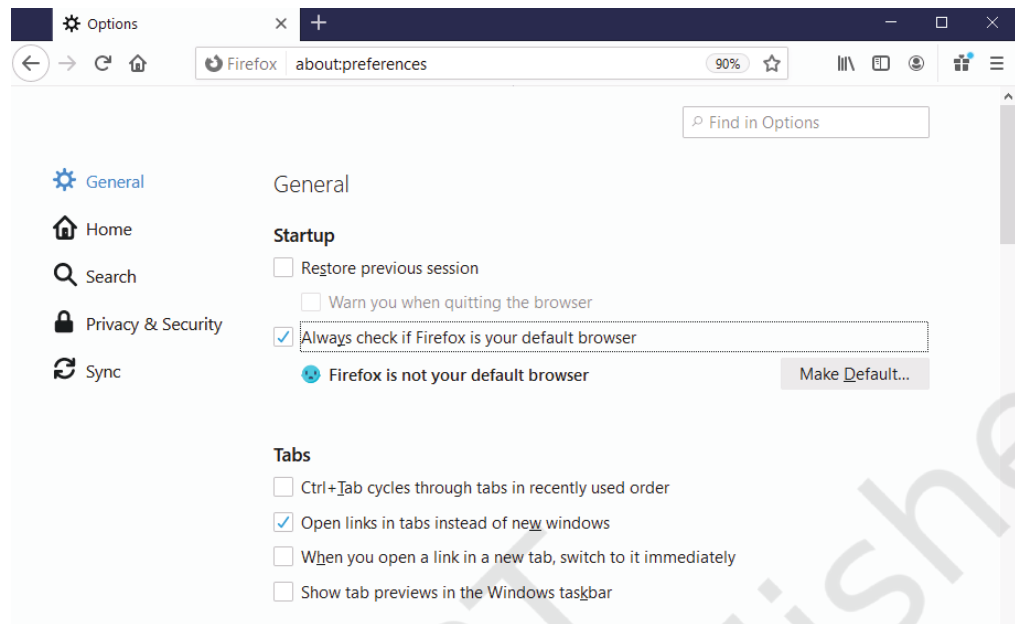 Options
Firefox about:preferences 90%
Find in Options
General
General
Home
Startup
Restore previous session
Search
Warn you when quitting the browser
Privacy & Security
Always check if Firefox is your default browser
Sync
Firefox is not your default browser Make Default...
Tabs
Ctrl+Tab cycles through tabs in recently used order
Open links in tabs instead of new windows
When you open a link in a new tab, switch to it immediately
Show tab previews in the Windows taskbar